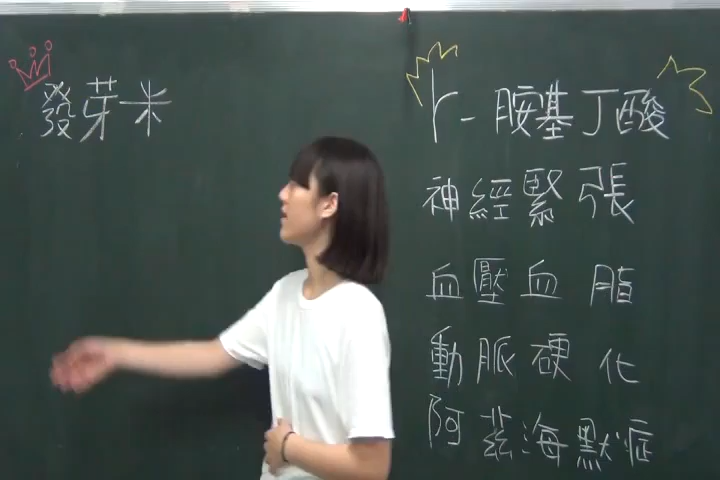 發芽米
r-胺基丁酸
神經緊張
血壓血脂
動脈硬化
阿茲海默症